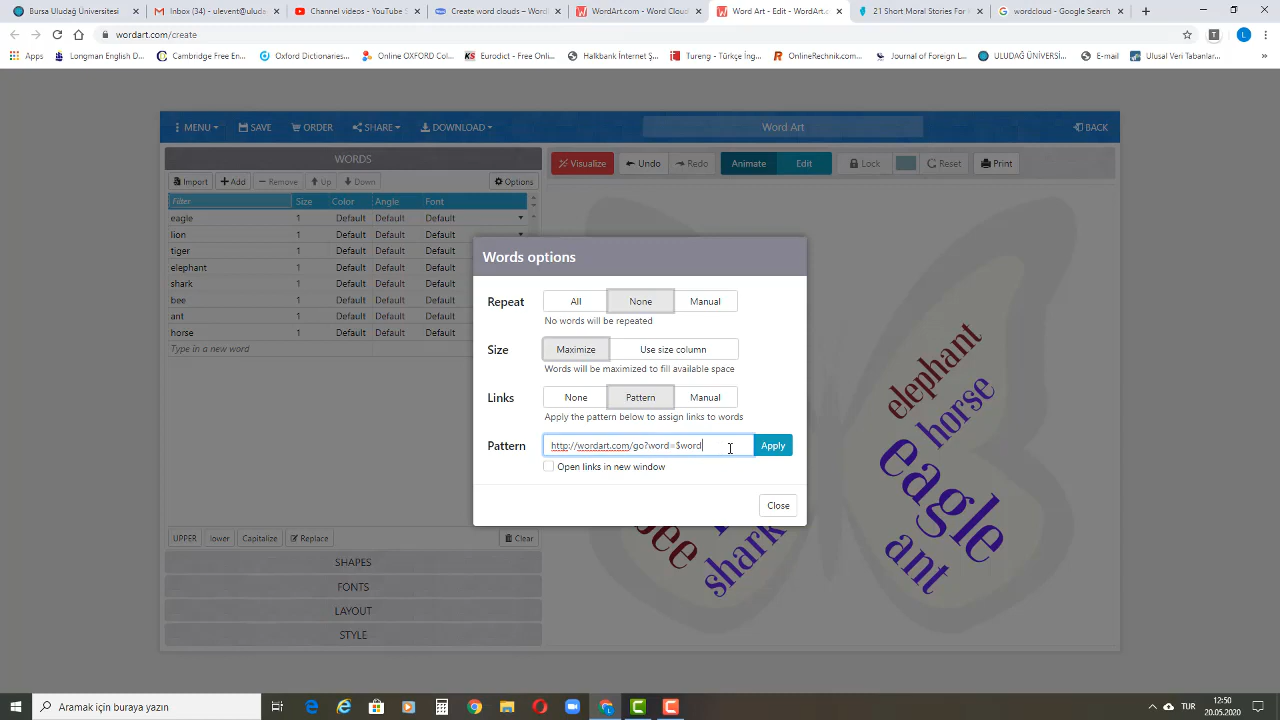 Bursa Uludağ Üniversitesi
Inbox (34) - ulevent@uluda
Channel videos - YouTube S
Create word clouds – Wordc
WordArt.com - Word Cloud
Word Art - Edit - WordArt.c
21 Short Moral Stories For K
wordcloud - Google Search
wordart.com/create
Apps
Longman English D...
Cambridge Free En...
Oxford Dictionaries...
Online OXFORD Col...
Eurodict - Free Onli...
Halkbank İnternet Ş...
Tureng - Türkçe İng...
OnlineRechnik.com...
Journal of Foreign L...
ULUDAĞ ÜNİVERSİ...
E-mail
Ulusal Veri Tabanlar...
MENU
SAVE
ORDER
SHARE
DOWNLOAD
Word Art
BACK
WORDS
Visualize
Undo
Redo
Animate
Edit
Lock
Reset
Print
Import
Add
Remove
Up
Down
Options
Filter Size Color Angle Font
eagle 1 Default Default Default
lion 1 Default Default Default
tiger 1 Default Default Default
elephant 1 Default Default Default
shark 1 Default Default Default
bee 1 Default Default Default
ant 1 Default Default Default
horse 1 Default Default Default
Type in a new word
Words options
Repeat All None Manual
No words will be repeated
Size Maximize Use size column
Words will be maximized to fill available space
Links None Pattern Manual
Apply the pattern below to assign links to words
Pattern http://wordart.com/go?word=$word Apply
Open links in new window
Close
elephant
horse
eagle
ant
bee
shark
UPPER
lower
Capitalize
Replace
Clear
SHAPES
FONTS
LAYOUT
STYLE
Aramak için buraya yazın
TUR
12:50
20.05.2020